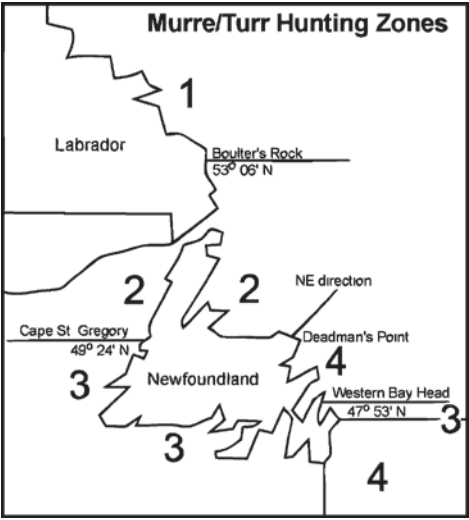 Murre/Turr Hunting Zones
1
Labrador
Boulter's Rock
53° 06' N
2
2
NE direction
Cape St Gregory
49° 24' N
Deadman's Point
4
3
Newfoundland
Western Bay Head
47° 53' N
3
3
4